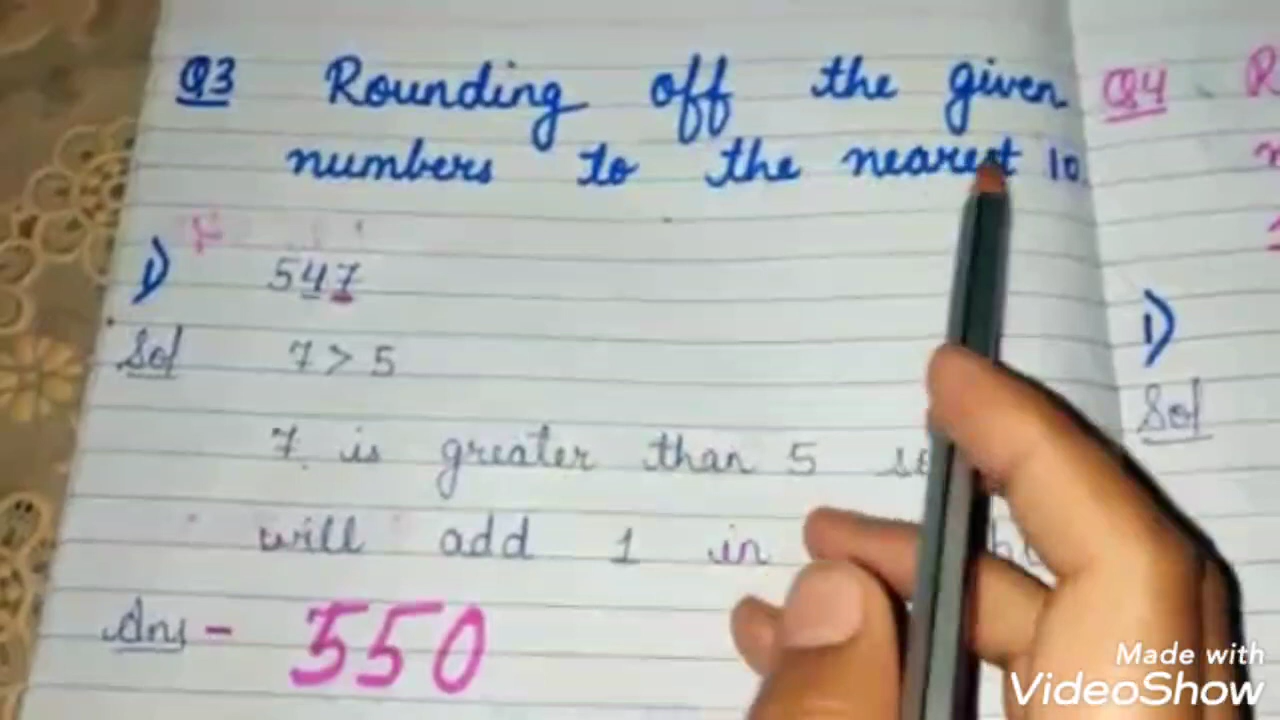 Q3 Rounding off the given
numbers to the nearest 10.
1) 547
Sol 7 > 5
7 is greater than 5
will add 1 in
Ans - 550
Q4
1)
Sol
Made with
VideoShow